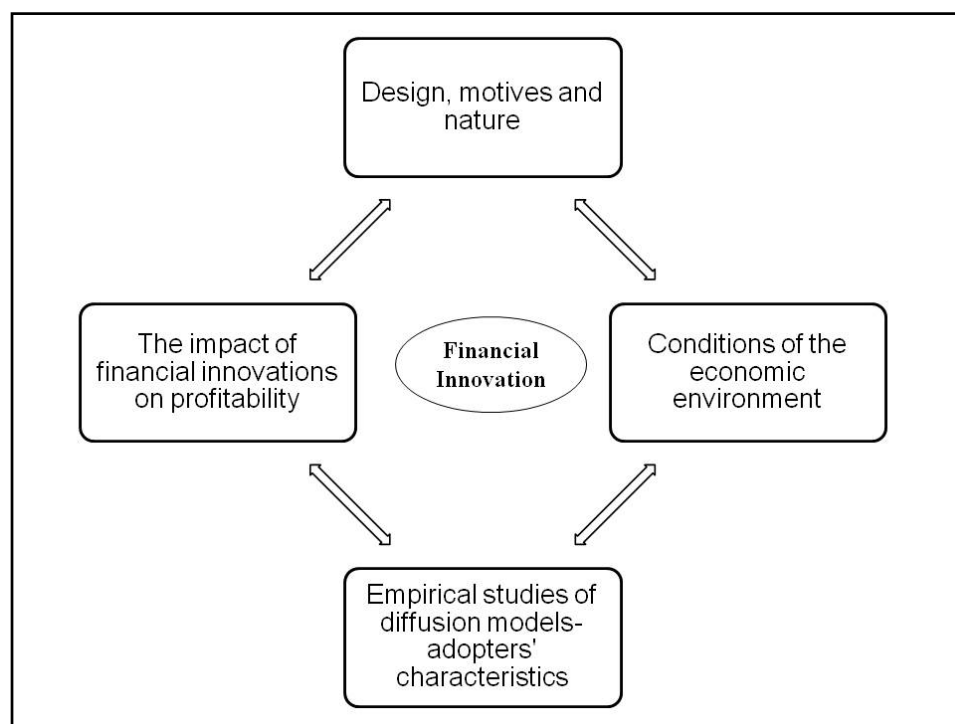 Design, motives and
nature
The impact of
financial innovations
on profitability
Financial
Innovation
Conditions of the
economic
environment
Empirical studies of
diffusion models-
adopters'
characteristics